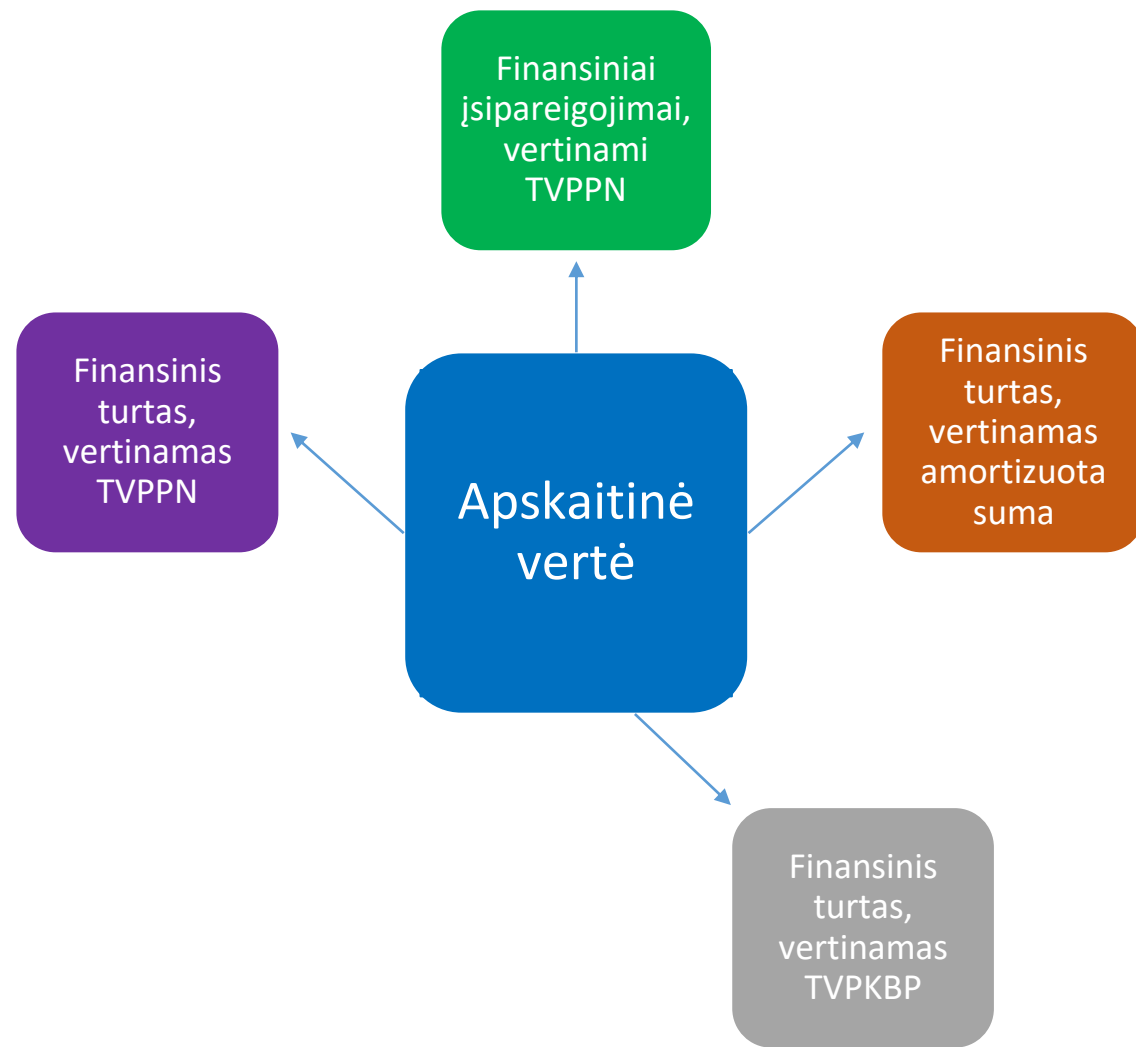 Finansiniai
įsipareigojimai,
vertinami
TVPPN
Finansinis
turtas,
vertinamas
TVPPN
Apskaitinė
vertė
Finansinis
turtas,
vertinamas
amortizuota
suma
Finansinis
turtas,
vertinamas
TVPKBP